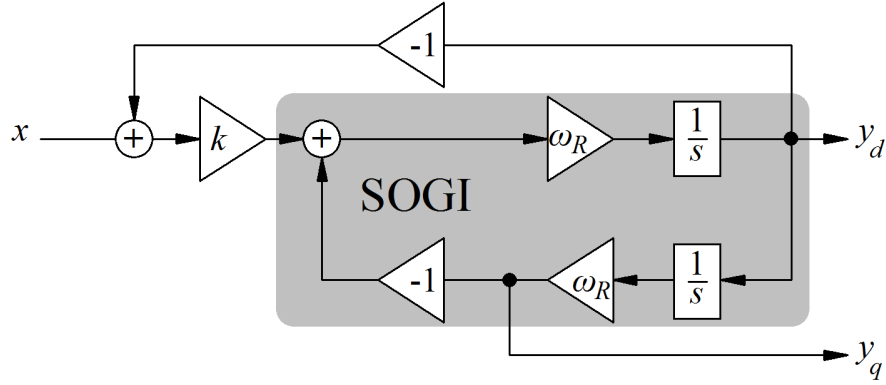 -1
x
+
k
+
ω_R
1/s
y_d
SOGI
-1
ω_R
1/s
y_q